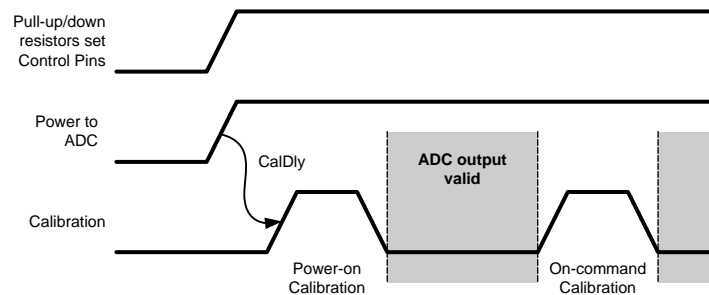 Pull-up/down
resistors set
Control Pins
Power to
ADC
CalDly
ADC output
valid
Calibration
Power-on
Calibration
On-command
Calibration